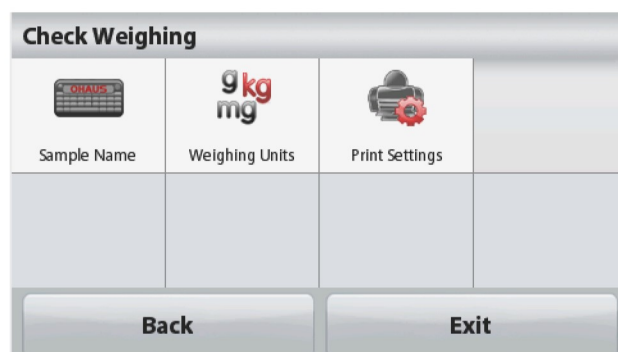 Check Weighing
OHAUS
g kg
mg
Sample Name
Weighing Units
Print Settings
Back
Exit